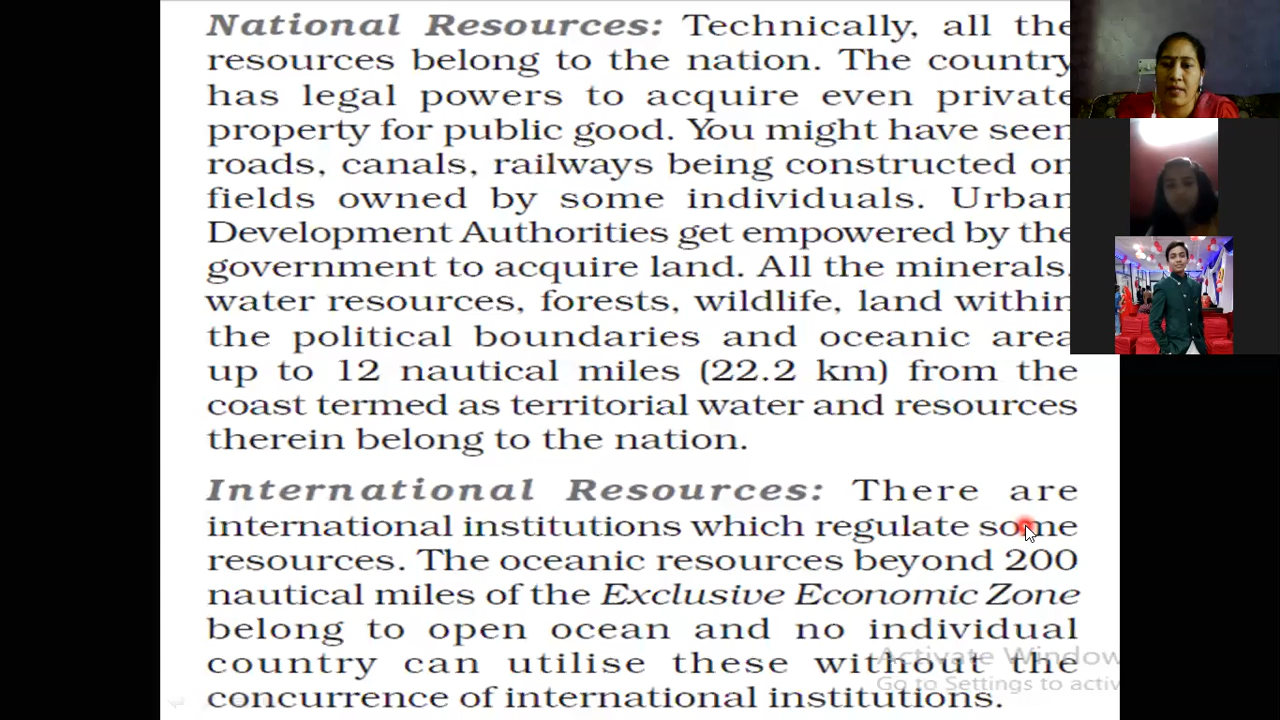 National Resources: Technically, all the
resources belong to the nation. The country
has legal powers to acquire even private
property for public good. You might have seen
roads, canals, railways being constructed on
fields owned by some individuals. Urban
Development Authorities get empowered by the
government to acquire land. All the minerals,
water resources, forests, wildlife, land within
the political boundaries and oceanic area
up to 12 nautical miles (22.2 km) from the
coast termed as territorial water and resources
therein belong to the nation.
International Resources: There are
international institutions which regulate some
resources. The oceanic resources beyond 200
nautical miles of the Exclusive Economic Zone
belong to open ocean and no individual
country can utilise these without the
concurrence of international institutions.
Activate Window
Go to Settings to activ